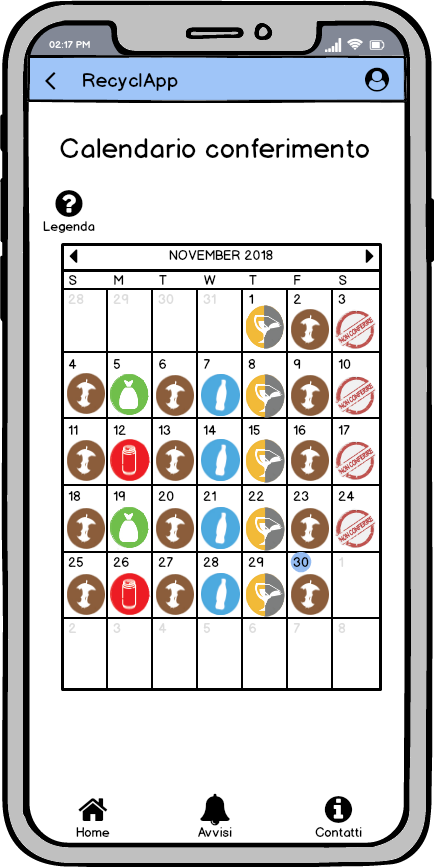 02:17 PM
RecyclApp
Calendario conferimento
?
Legenda
NOVEMBER 2018
S M T W T F S
28 29 30 31 1 2 3
NON CONFERIRE
4 5 6 7 8 9 10
NON CONFERIRE
11 12 13 14 15 16 17
NON CONFERIRE
18 19 20 21 22 23 24
NON CONFERIRE
25 26 27 28 29 30 1
2 3 4 5 6 7 8
Home Avvisi Contatti